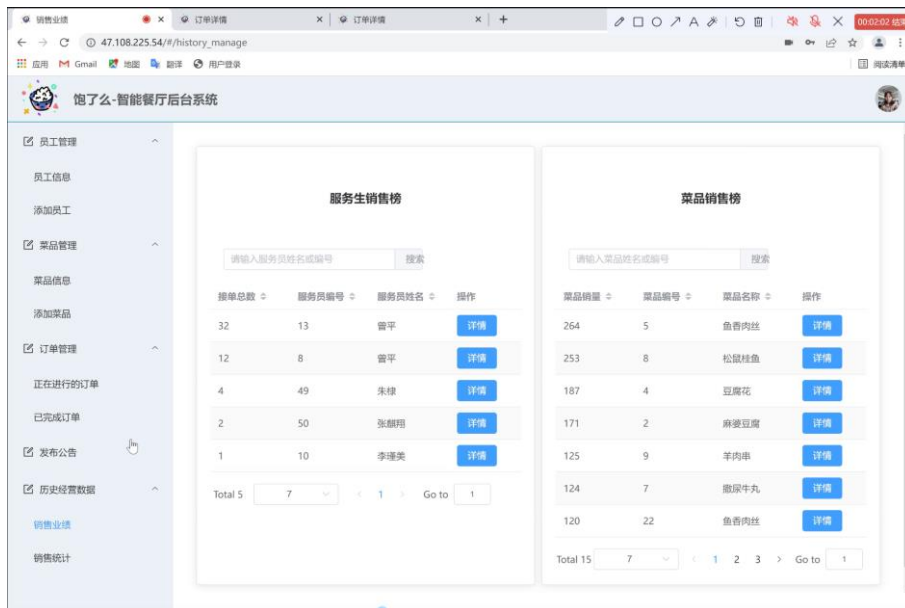 销售业绩
订单详情
订单详情
00:02:02 结束
47.108.225.54/#/history_manage
应用 Gmail 地图 翻译 用户登录
阅读清单
饱了么-智能餐厅后台系统
员工管理
员工信息
添加员工
菜品管理
菜品信息
添加菜品
订单管理
正在进行的订单
已完成订单
发布公告
历史经营数据
销售业绩
销售统计
服务生销售榜
请输入服务员姓名或编号 搜索
接单总数 服务员编号 服务员姓名 操作
32 13 曾平 详情
12 8 曾平 详情
4 49 朱棣 详情
2 50 张麒翔 详情
1 10 李瑾美 详情
Total 5 7 1 Go to 1
菜品销售榜
请输入菜品姓名或编号 搜索
菜品销量 菜品编号 菜品名称 操作
264 5 鱼香肉丝 详情
253 8 松鼠桂鱼 详情
187 4 豆腐花 详情
171 2 麻婆豆腐 详情
125 9 羊肉串 详情
124 7 撒尿牛丸 详情
120 22 鱼香肉丝 详情
Total 15 7 1 2 3 Go to 1